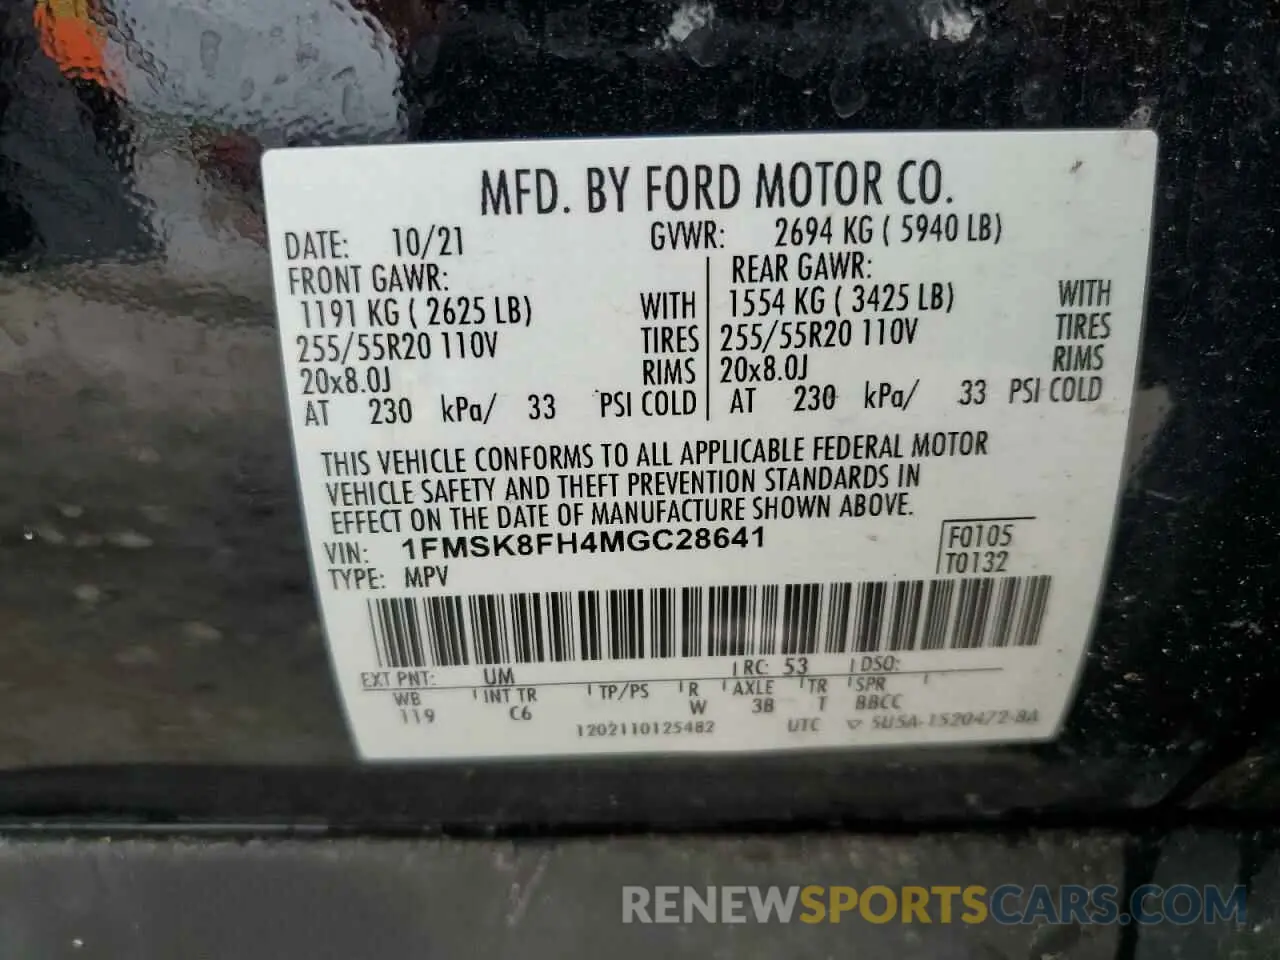 MFD. BY FORD MOTOR CO.
DATE: 10/21 GVWR: 2694 KG ( 5940 LB)
FRONT GAWR: REAR GAWR:
1191 KG ( 2625 LB) WITH 1554 KG ( 3425 LB) WITH
255/55R20 110V TIRES 255/55R20 110V TIRES
20x8.0J RIMS 20x8.0J RIMS
AT 230 kPa/ 33 PSI COLD AT 230 kPa/ 33 PSI COLD
THIS VEHICLE CONFORMS TO ALL APPLICABLE FEDERAL MOTOR
VEHICLE SAFETY AND THEFT PREVENTION STANDARDS IN
EFFECT ON THE DATE OF MANUFACTURE SHOWN ABOVE.
VIN: 1FMSK8FH4MGC28641 F0105
TYPE: MPV T0132
EXT PNT: UM RC: 53 DSO:
WB INT TR TP/PS R AXLE TR SPR
119 C6 W 3B T BBCC
1202110125482 UTC ▽ 5U5A-1520472-BA
RENEWSPORTSCARS.COM